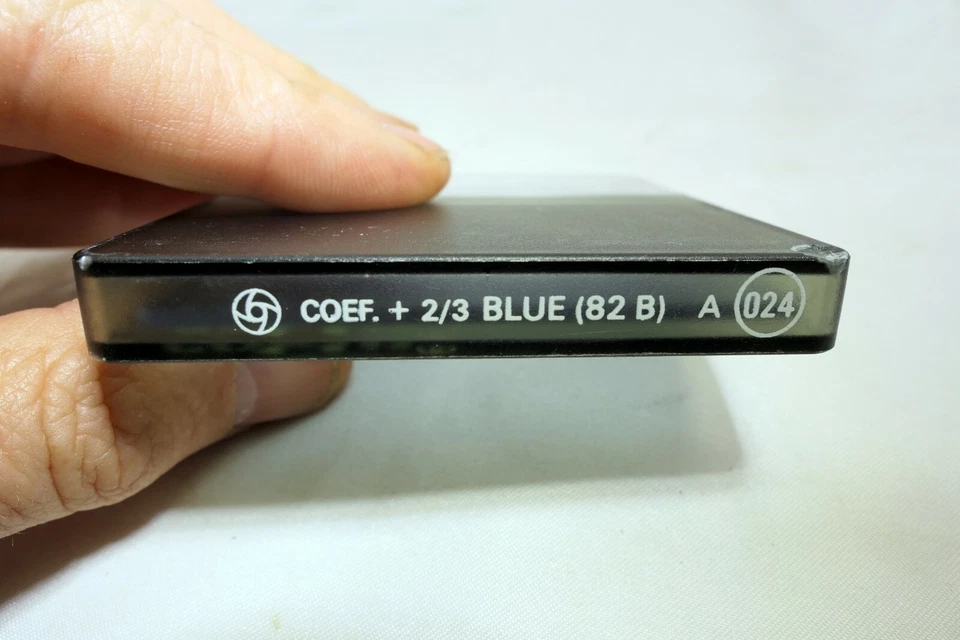 COEF. + 2/3 BLUE (82 B) A 024